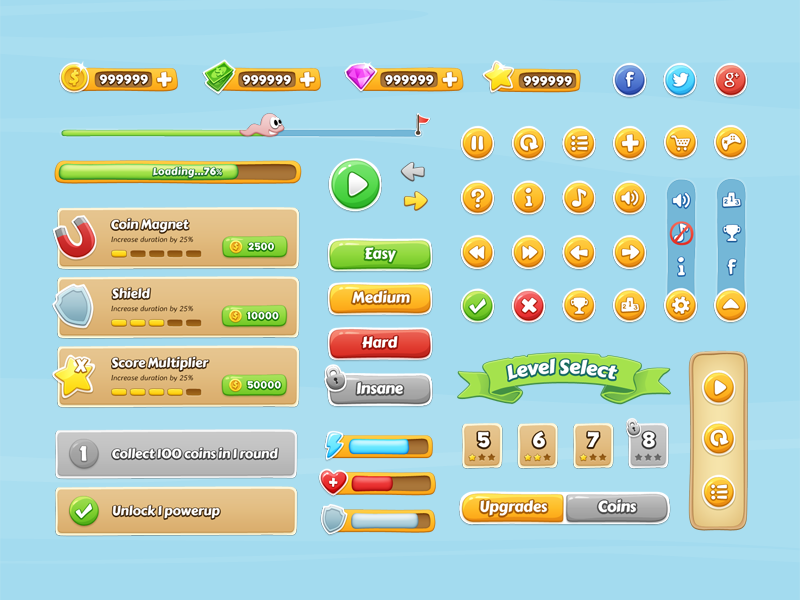 999999
999999
999999
999999
f
g+
Loading...76%
Coin Magnet
Increase duration by 25%
2500
Shield
Increase duration by 25%
10000
X
Score Multiplier
Increase duration by 25%
50000
1 Collect 100 coins in 1 round
Unlock 1 powerup
Easy
Medium
Hard
Insane
?
i
i
f
Level Select
5
6
7
8
Upgrades
Coins